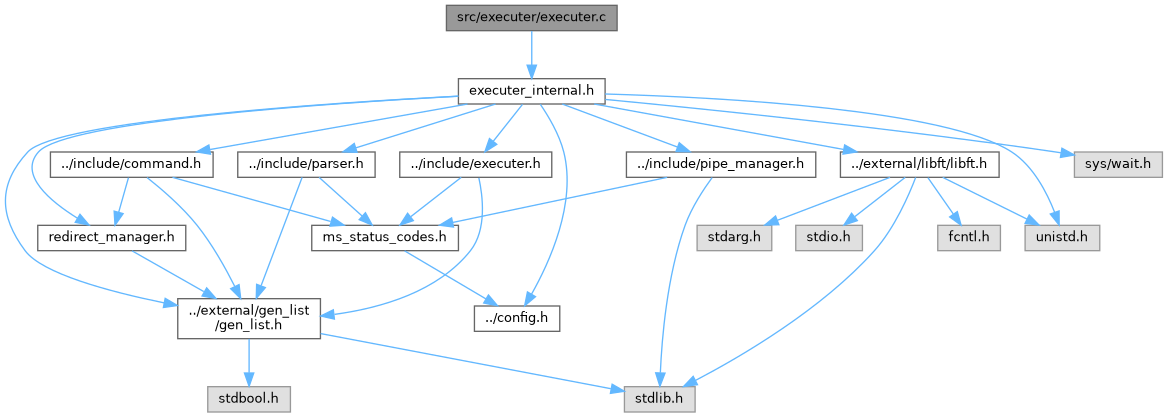 src/executer/executer.c
executer_internal.h
../include/command.h
../include/parser.h
../include/executer.h
../include/pipe_manager.h
../external/libft/libft.h
sys/wait.h
redirect_manager.h
ms_status_codes.h
stdarg.h
stdio.h
fcntl.h
unistd.h
../external/gen_list
/gen_list.h
../config.h
stdbool.h
stdlib.h